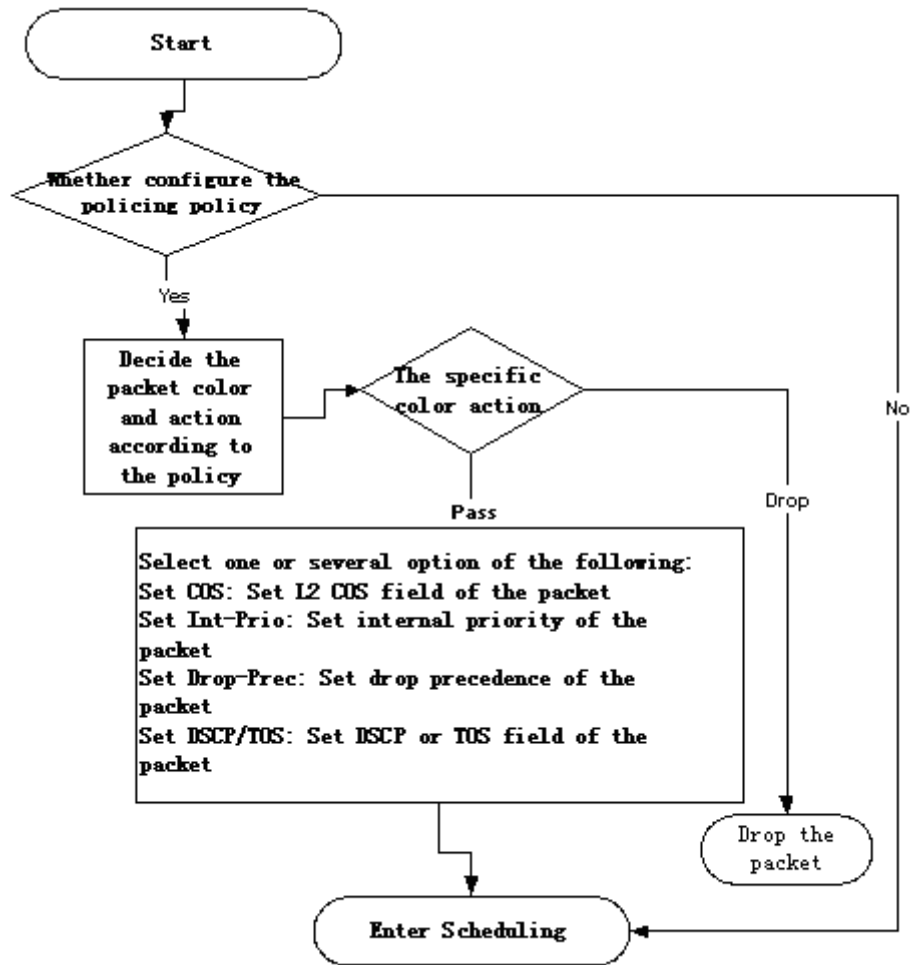 Start
Whether configure the
policing policy
Yes
Decide the
packet color
and action
according to
the policy
The specific
color action
No
Drop
Pass
Select one or several option of the following:
Set COS: Set L2 COS field of the packet
Set Int-Prio: Set internal priority of the
packet
Set Drop-Prec: Set drop precedence of the
packet
Set DSCP/TOS: Set DSCP or TOS field of the
packet
Drop the
packet
Enter Scheduling